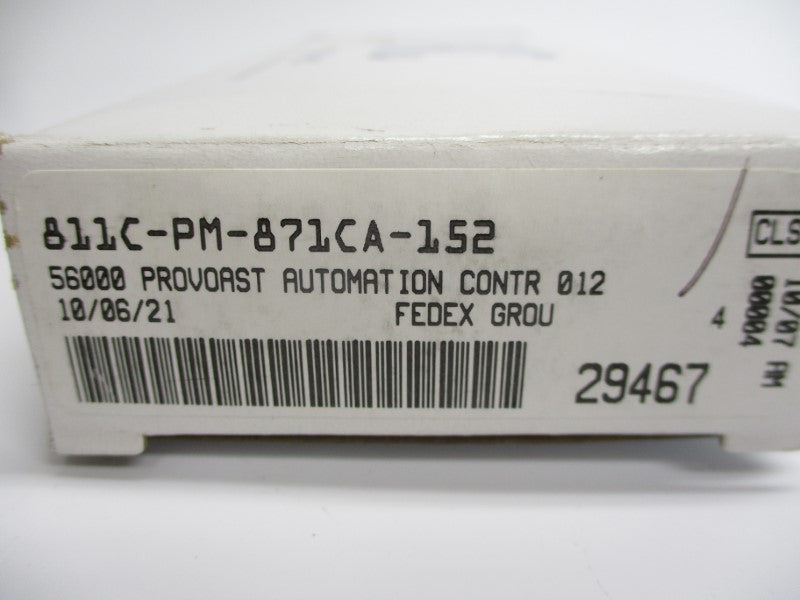 811C-PM-871CA-152
56000 PROVOAST AUTOMATION CONTR 012
10/06/21 FEDEX GROU 4
29467
CLS
10/07 AM
00004